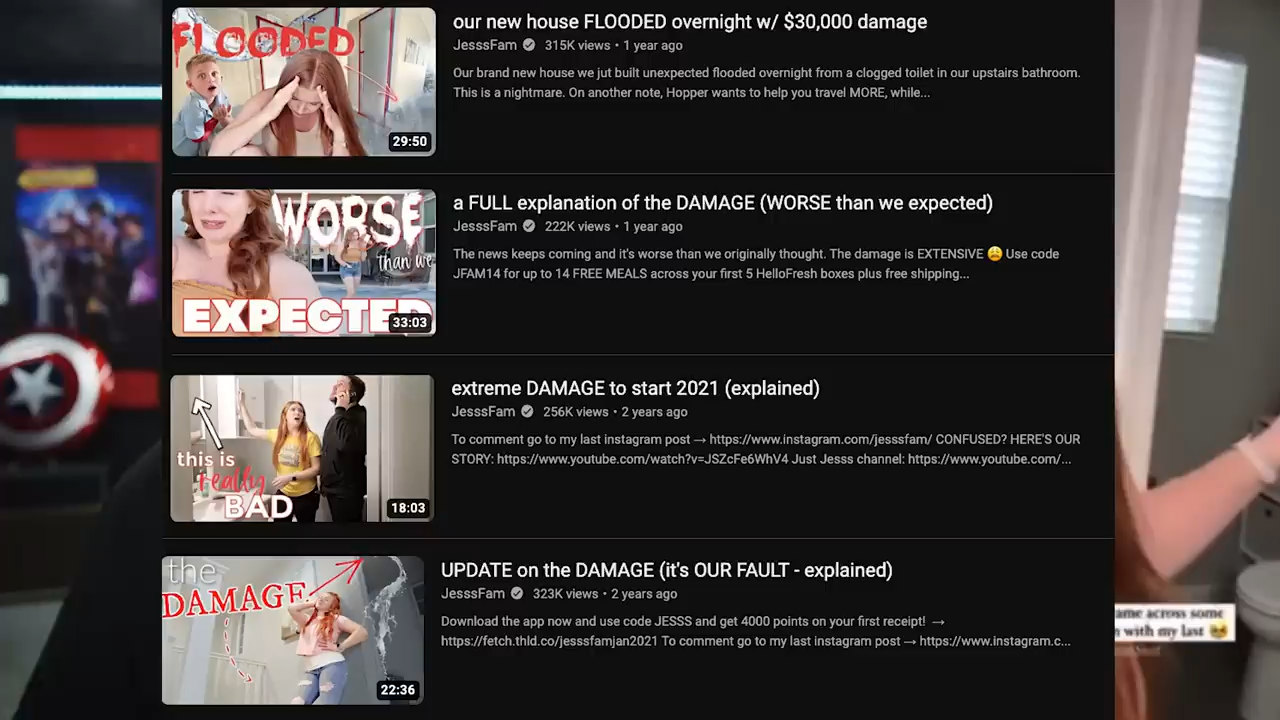 FLOODED
29:50
our new house FLOODED overnight w/ $30,000 damage
JesssFam 315K views • 1 year ago
Our brand new house we jut built unexpected flooded overnight from a clogged toilet in our upstairs bathroom.
This is a nightmare. On another note, Hopper wants to help you travel MORE, while...
WORSE
than we
EXPECTED
33:03
a FULL explanation of the DAMAGE (WORSE than we expected)
JesssFam 222K views • 1 year ago
The news keeps coming and it's worse than we originally thought. The damage is EXTENSIVE 😩 Use code
JFAM14 for up to 14 FREE MEALS across your first 5 HelloFresh boxes plus free shipping...
this is
really
BAD
18:03
extreme DAMAGE to start 2021 (explained)
JesssFam 256K views • 2 years ago
To comment go to my last instagram post → https://www.instagram.com/jesssfam/ CONFUSED? HERE'S OUR
STORY: https://www.youtube.com/watch?v=JSZcFe6WhV4 Just Jesss channel: https://www.youtube.com/...
the
DAMAGE
22:36
UPDATE on the DAMAGE (it's OUR FAULT - explained)
JesssFam 323K views • 2 years ago
Download the app now and use code JESSS and get 4000 points on your first receipt! →
https://fetch.thld.co/jesssfamjan2021 To comment go to my last instagram post → https://www.instagram.c...
ame across some
with my last